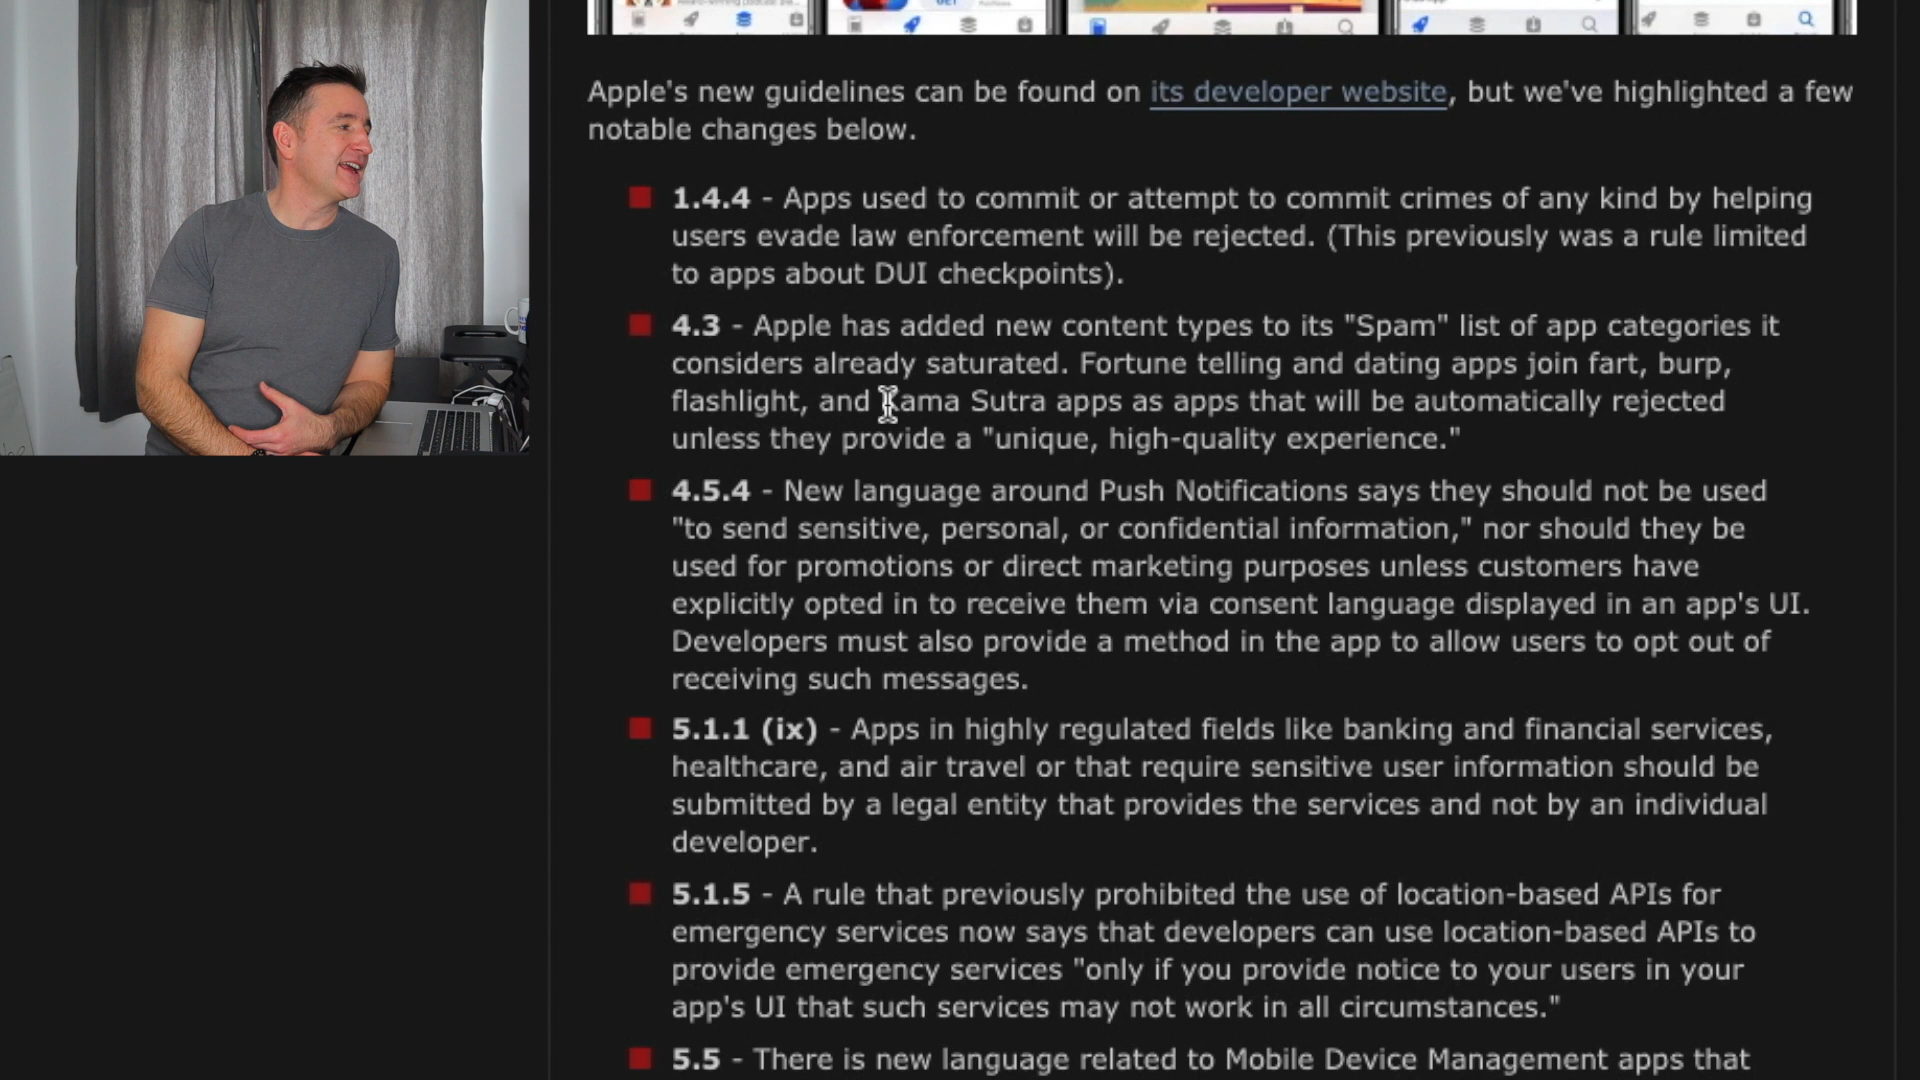 GET
Apple's new guidelines can be found on its developer website, but we've highlighted a few
notable changes below.
1.4.4 - Apps used to commit or attempt to commit crimes of any kind by helping
users evade law enforcement will be rejected. (This previously was a rule limited
to apps about DUI checkpoints).
4.3 - Apple has added new content types to its "Spam" list of app categories it
considers already saturated. Fortune telling and dating apps join fart, burp,
flashlight, and Kama Sutra apps as apps that will be automatically rejected
unless they provide a "unique, high-quality experience."
4.5.4 - New language around Push Notifications says they should not be used
"to send sensitive, personal, or confidential information," nor should they be
used for promotions or direct marketing purposes unless customers have
explicitly opted in to receive them via consent language displayed in an app's UI.
Developers must also provide a method in the app to allow users to opt out of
receiving such messages.
5.1.1 (ix) - Apps in highly regulated fields like banking and financial services,
healthcare, and air travel or that require sensitive user information should be
submitted by a legal entity that provides the services and not by an individual
developer.
5.1.5 - A rule that previously prohibited the use of location-based APIs for
emergency services now says that developers can use location-based APIs to
provide emergency services "only if you provide notice to your users in your
app's UI that such services may not work in all circumstances."
5.5 - There is new language related to Mobile Device Management apps that